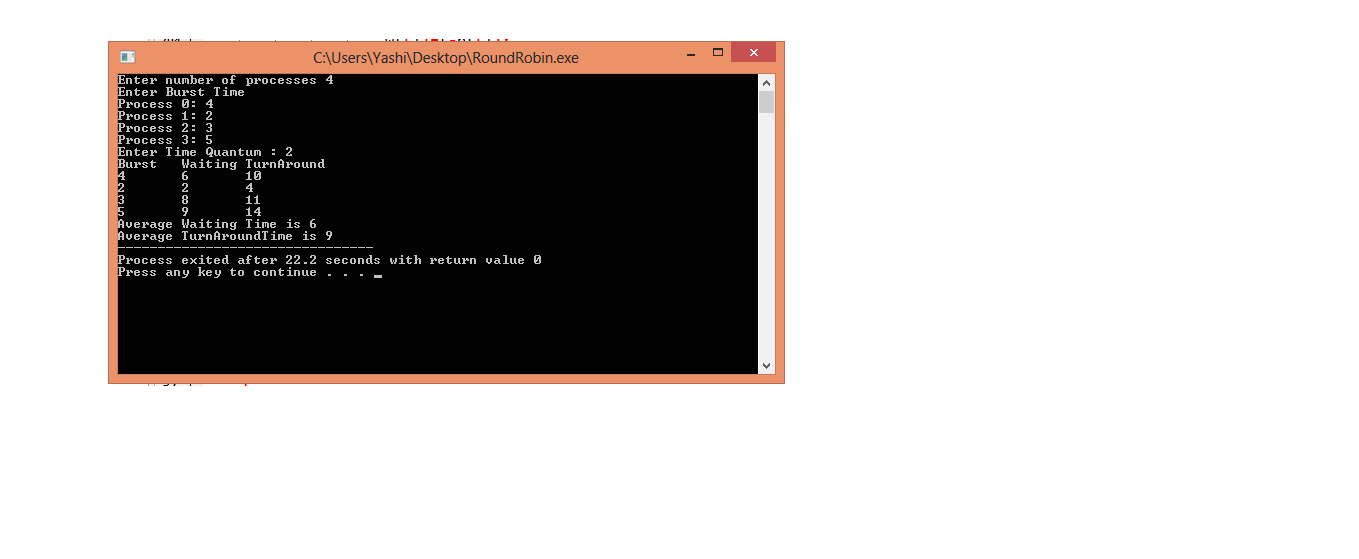 C:\Users\Yashi\Desktop\RoundRobin.exe
Enter number of processes 4
Enter Burst Time
Process 0: 4
Process 1: 2
Process 2: 3
Process 3: 5
Enter Time Quantum : 2
Burst Waiting TurnAround
4 6 10
2 2 4
3 8 11
5 9 14
Average Waiting Time is 6
Average TurnAroundTime is 9
--------------------------------
Process exited after 22.2 seconds with return value 0
Press any key to continue . . . _